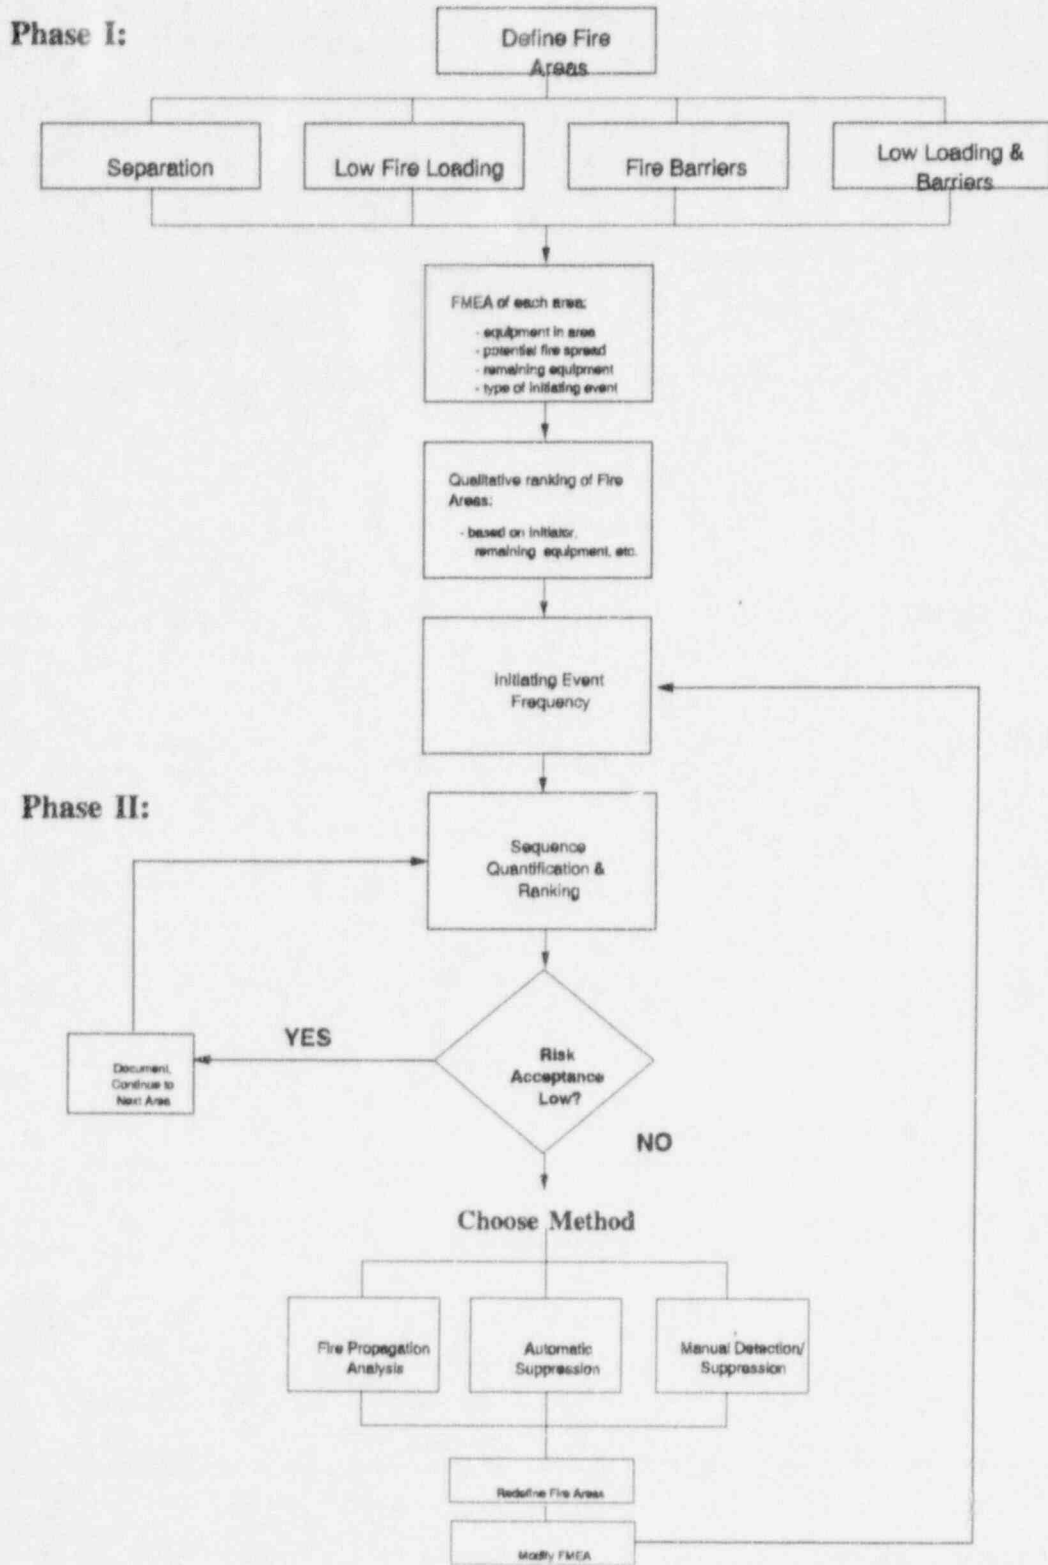 Phase I:
Define Fire
Areas
Separation
Low Fire Loading
Fire Barriers
Low Loading &
Barriers
FMEA of each area:
- equipment in area
- potential fire spread
- remaining equipment
- type of initiating event
Qualitative ranking of Fire
Areas:
- based on initiator,
remaining equipment, etc.
Initiating Event
Frequency
Phase II:
Sequence
Quantification &
Ranking
YES
Risk
Acceptance
Low?
Document,
Continue to
Next Area
NO
Choose Method
Fire Propagation
Analysis
Automatic
Suppression
Manual Detection/
Suppression
Redefine Fire Areas
Modify FMEA